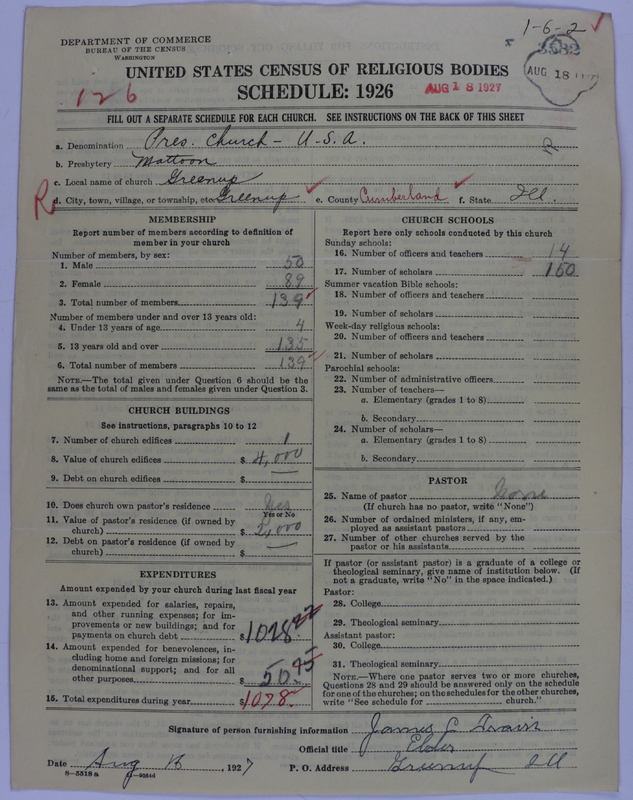 1-6-2
DEPARTMENT OF COMMERCE
BUREAU OF THE CENSUS
WASHINGTON
AUG 18
UNITED STATES CENSUS OF RELIGIOUS BODIES
SCHEDULE: 1926
AUG 18 1927
126
FILL OUT A SEPARATE SCHEDULE FOR EACH CHURCH. SEE INSTRUCTIONS ON THE BACK OF THIS SHEET
a. Denomination Pres. Church - U.S.A.
b. Presbytery Mattoon
c. Local name of church Greenup
R d. City, town, village, or township, etc. Greenup e. County Cumberland f. State Ill.
MEMBERSHIP
Report number of members according to definition of
member in your church
Number of members, by sex:
1. Male 50
2. Female 89
3. Total number of members 139
Number of members under and over 13 years old:
4. Under 13 years of age 4
5. 13 years old and over 135
6. Total number of members 139
NOTE.—The total given under Question 6 should be the
same as the total of males and females given under Question 3.
CHURCH BUILDINGS
See instructions, paragraphs 10 to 12
7. Number of church edifices 1
8. Value of church edifices $ 4,000
9. Debt on church edifices $ —
10. Does church own pastor's residence Yes
Yes or No
11. Value of pastor's residence (if owned by
church) $ 2,000
12. Debt on pastor's residence (if owned by
church) $ —
EXPENDITURES
Amount expended by your church during last fiscal year
13. Amount expended for salaries, repairs,
and other running expenses; for im-
provements or new buildings; and for
payments on church debt $ 1028 22
14. Amount expended for benevolences, in-
cluding home and foreign missions; for
denominational support; and for all
other purposes $ 50.45
15. Total expenditures during year $ 1078.
CHURCH SCHOOLS
Report here only schools conducted by this church
Sunday schools:
16. Number of officers and teachers 14
17. Number of scholars 150
Summer vacation Bible schools:
18. Number of officers and teachers
19. Number of scholars
Week-day religious schools:
20. Number of officers and teachers
21. Number of scholars
Parochial schools:
22. Number of administrative officers
23. Number of teachers—
a. Elementary (grades 1 to 8)
b. Secondary
24. Number of scholars—
a. Elementary (grades 1 to 8)
b. Secondary
PASTOR
25. Name of pastor None
(If church has no pastor, write "None")
26. Number of ordained ministers, if any, em-
ployed as assistant pastors
27. Number of other churches served by the
pastor or his assistants
If pastor (or assistant pastor) is a graduate of a college or
theological seminary, give name of institution below. (If
not a graduate, write "No" in the space indicated.)
Pastor:
28. College
29. Theological seminary
Assistant pastor:
30. College
31. Theological seminary
NOTE.—Where one pastor serves two or more churches,
Questions 28 and 29 should be answered only on the schedule
for one of the churches; on the schedules for the other churches,
write "See schedule for church.)
Signature of person furnishing information James C Travis
Official title Elder
Date Aug 16, 1927 P. O. Address Greenup Ill
8—5518a